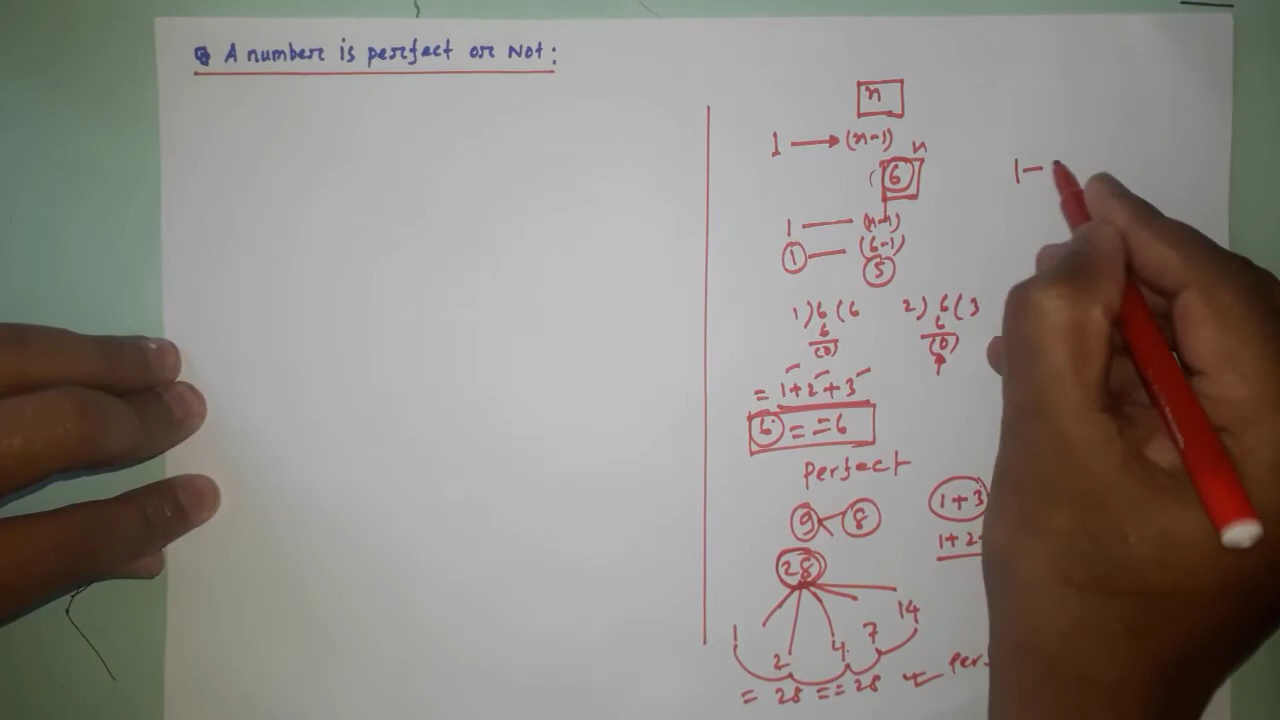 A number is perfect or Not:
n
1 → (n-1)
n
6
1 — (n-1)
1 — (6-1)
5
1)6(6 2)6(3
6 6
(0) (0)
= 1+2+3
6 = = 6
perfect
9 8
1+3
1+2
28
1 2 4 7 14
= 28 == 28 ←
1—